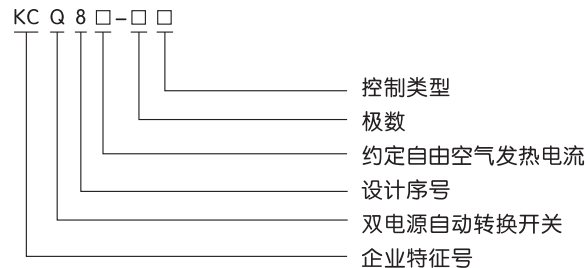 KC Q 8 □-□ □
控制类型
极数
约定自由空气发热电流
设计序号
双电源自动转换开关
企业特征号